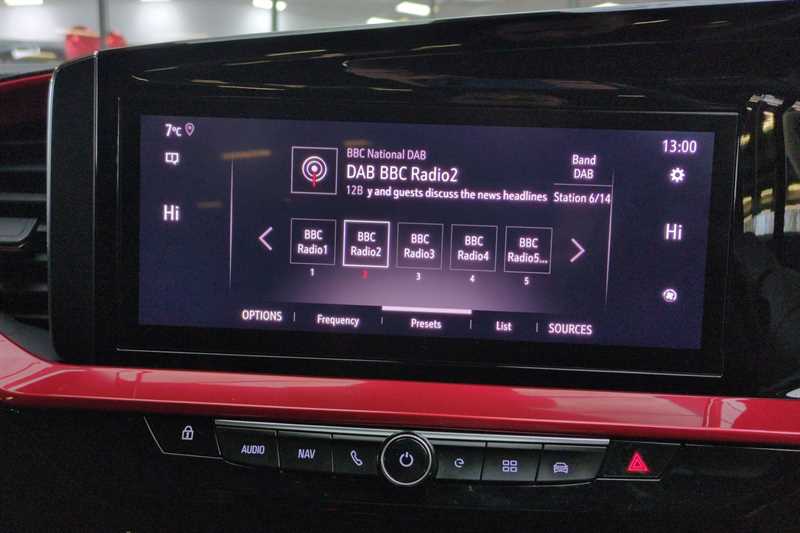 7°C
13:00
BBC National DAB
DAB BBC Radio2
12B y and guests discuss the news headlines
Band
DAB
Station 6/14
Hi
Hi
BBC
Radio1
BBC
Radio2
BBC
Radio3
BBC
Radio4
BBC
Radio5...
1
2
3
4
5
OPTIONS
Frequency
Presets
List
SOURCES
AUDIO
NAV